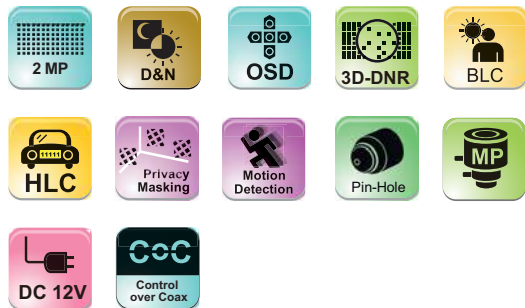 2 MP
D&N
OSD
3D-DNR
BLC
HLC
Privacy
Masking
Motion
Detection
Pin-Hole
MP
DC 12V
CoC
Control
over Coax